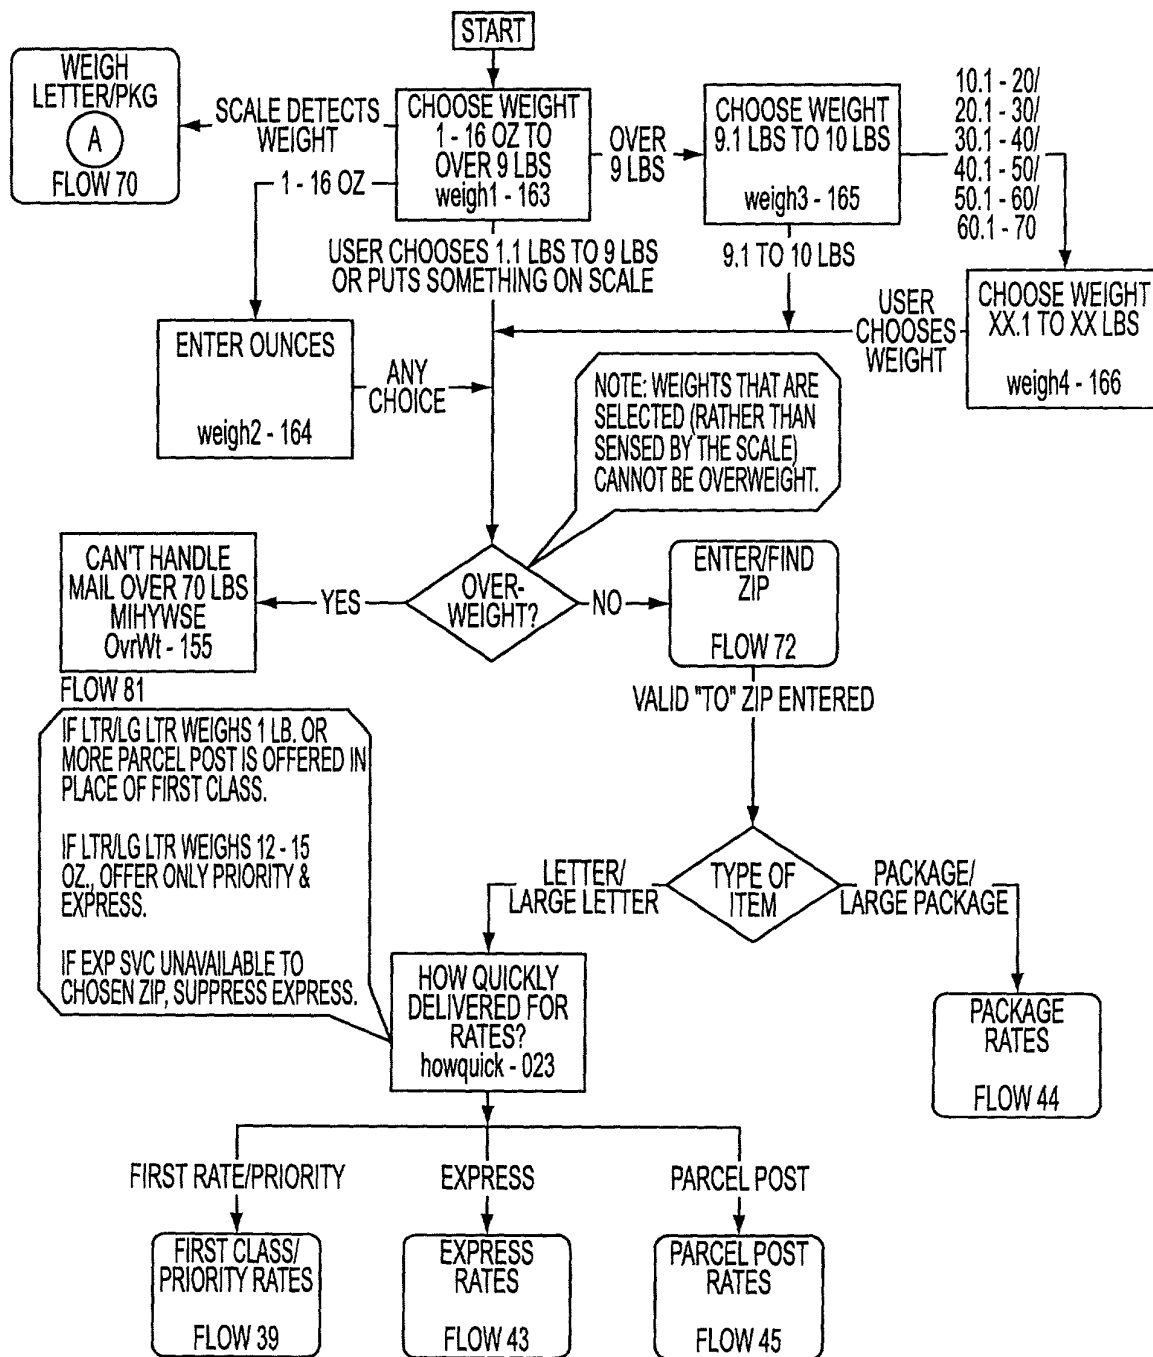 START
WEIGH
LETTER/PKG
A
FLOW 70
SCALE DETECTS
WEIGHT
CHOOSE WEIGHT
1 - 16 OZ TO
OVER 9 LBS
weigh1 - 163
OVER
9 LBS
CHOOSE WEIGHT
9.1 LBS TO 10 LBS
weigh3 - 165
10.1 - 20/
20.1 - 30/
30.1 - 40/
40.1 - 50/
50.1 - 60/
60.1 - 70
1 - 16 OZ
USER CHOOSES 1.1 LBS TO 9 LBS
OR PUTS SOMETHING ON SCALE
9.1 TO 10 LBS
CHOOSE WEIGHT
XX.1 TO XX LBS
weigh4 - 166
USER
CHOOSES
WEIGHT
ENTER OUNCES
weigh2 - 164
ANY
CHOICE
NOTE: WEIGHTS THAT ARE
SELECTED (RATHER THAN
SENSED BY THE SCALE)
CANNOT BE OVERWEIGHT.
CAN'T HANDLE
MAIL OVER 70 LBS
MIHYWSE
OvrWt - 155
FLOW 81
YES
OVER-
WEIGHT?
NO
ENTER/FIND
ZIP
FLOW 72
VALID "TO" ZIP ENTERED
IF LTR/LG LTR WEIGHS 1 LB. OR
MORE PARCEL POST IS OFFERED IN
PLACE OF FIRST CLASS.
IF LTR/LG LTR WEIGHS 12 - 15
OZ., OFFER ONLY PRIORITY &
EXPRESS.
IF EXP SVC UNAVAILABLE TO
CHOSEN ZIP, SUPPRESS EXPRESS.
LETTER/
LARGE LETTER
TYPE OF
ITEM
PACKAGE/
LARGE PACKAGE
HOW QUICKLY
DELIVERED FOR
RATES?
howquick - 023
PACKAGE
RATES
FLOW 44
FIRST RATE/PRIORITY
EXPRESS
PARCEL POST
FIRST CLASS/
PRIORITY RATES
FLOW 39
EXPRESS
RATES
FLOW 43
PARCEL POST
RATES
FLOW 45